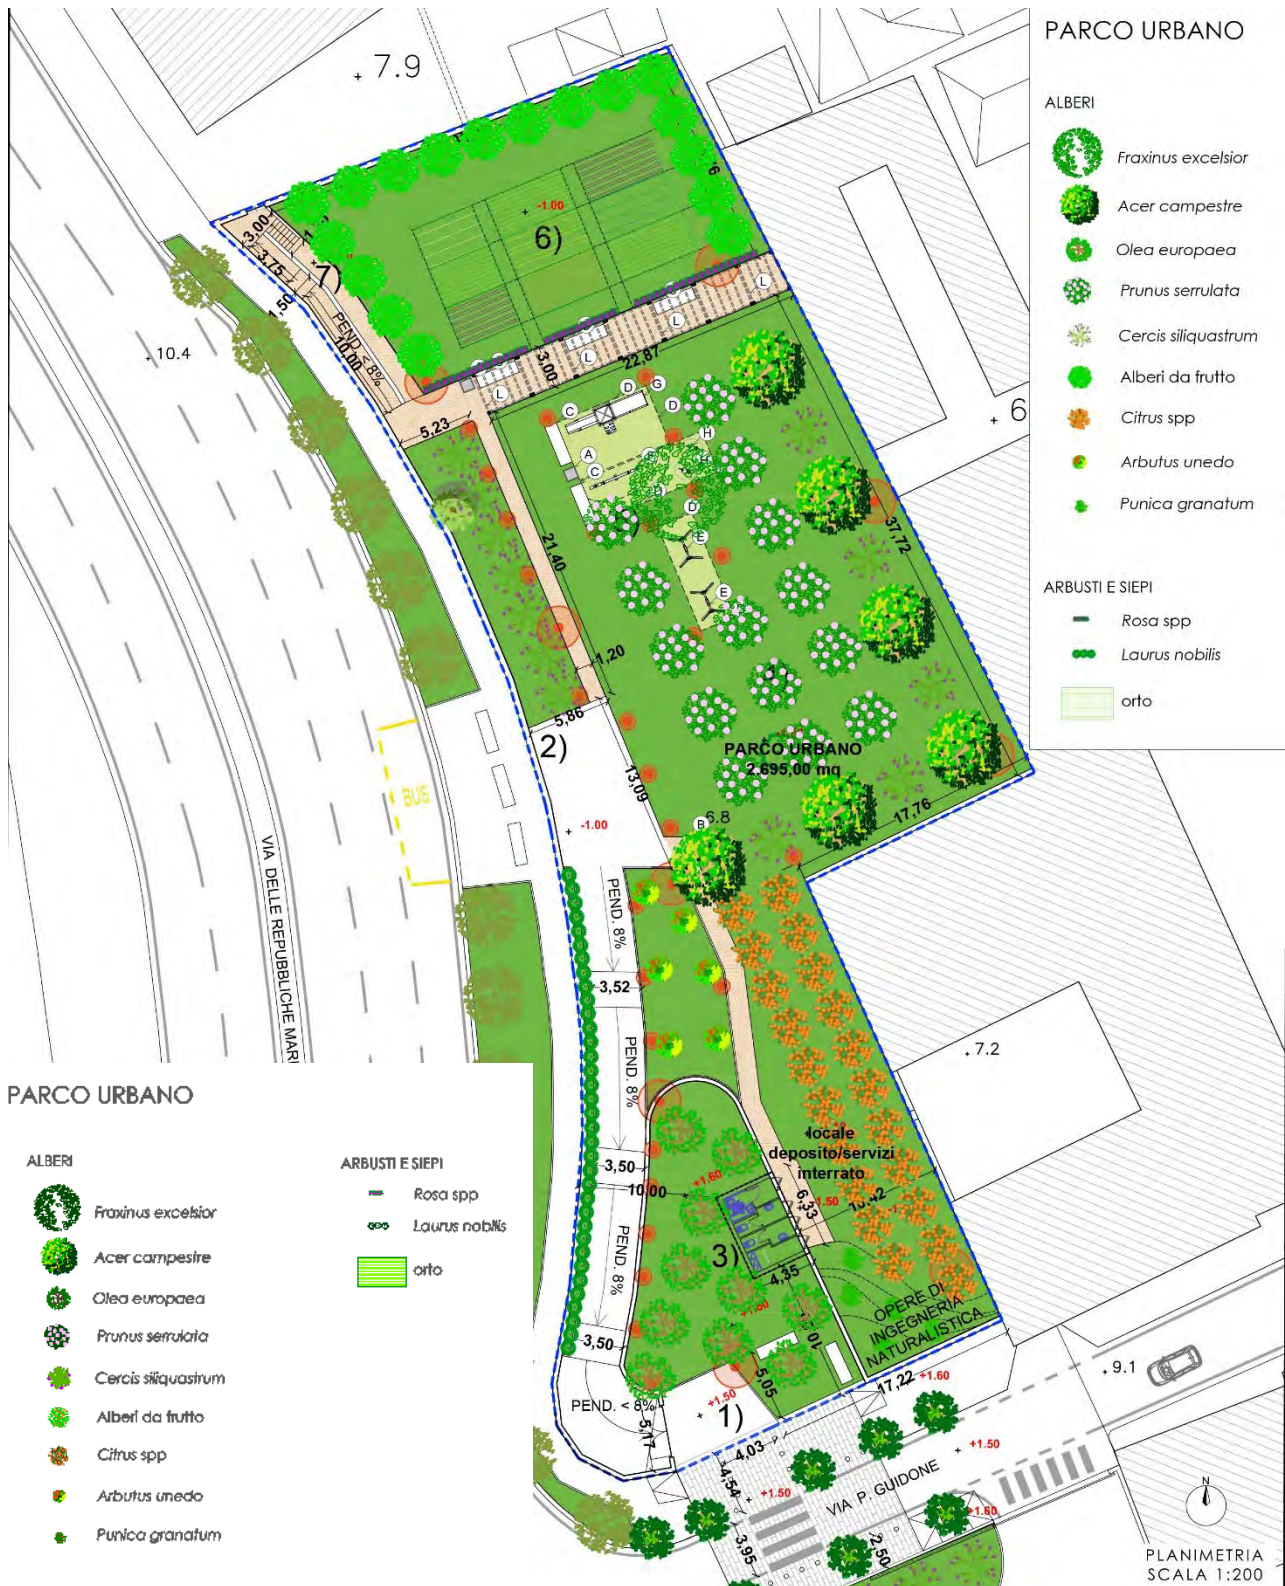 PARCO URBANO
ALBERI
Fraxinus excelsior
Acer campestre
Olea europaea
Prunus serrulata
Cercis siliquastrum
Alberi da frutto
Citrus spp
Arbutus unedo
Punica granatum
ARBUSTI E SIEPI
Rosa spp
Laurus nobilis
orto
+ 7.9
+ -1.00
6)
3,00
3,75
7)
1,50
PEND. < 8%
10,00
+ 10.4
L
L
L
L
L
3,00
22,87
5,23
C
D
G
D
H
A
C
H
D
E
E
+ 6
37,72
21,40
1,20
5,86
2)
13,09
PARCO URBANO
2.695,00 mq
17,76
BUS
+ -1.00
B
6.8
VIA DELLE REPUBBLICHE MARI
PEND. 8%
3,52
PEND. 8%
3,50
10,00
PEND. 8%
3,50
PEND. < 8%
5,17
+ 7.2
locale
deposito/servizi
interrato
+1.60
6,33
3)
4,35
OPERE DI
INGEGNERIA
NATURALISTICA
5,05
+1.50
1)
4,03
17,22
+1.60
+ 9.1
+ +1.50
4,54
+ +1.50
VIA P. GUIDONE
+1.60
3,95
2,50
N
PLANIMETRIA
SCALA 1:200
PARCO URBANO
ALBERI
Fraxinus excelsior
Acer campestre
Olea europaea
Prunus serrulata
Cercis siliquastrum
Alberi da frutto
Citrus spp
Arbutus unedo
Punica granatum
ARBUSTI E SIEPI
Rosa spp
Laurus nobilis
orto